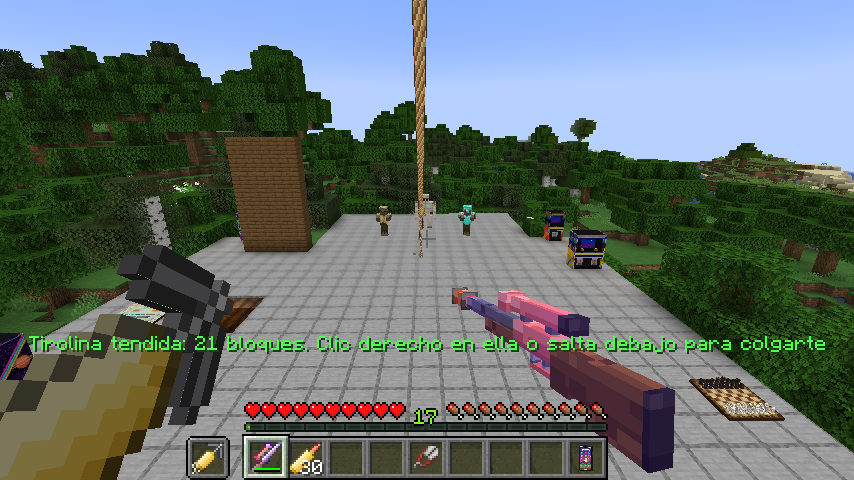 Tirolina tendida: 21 bloques. Clic derecho en ella o salta debajo para colgarte
17
30